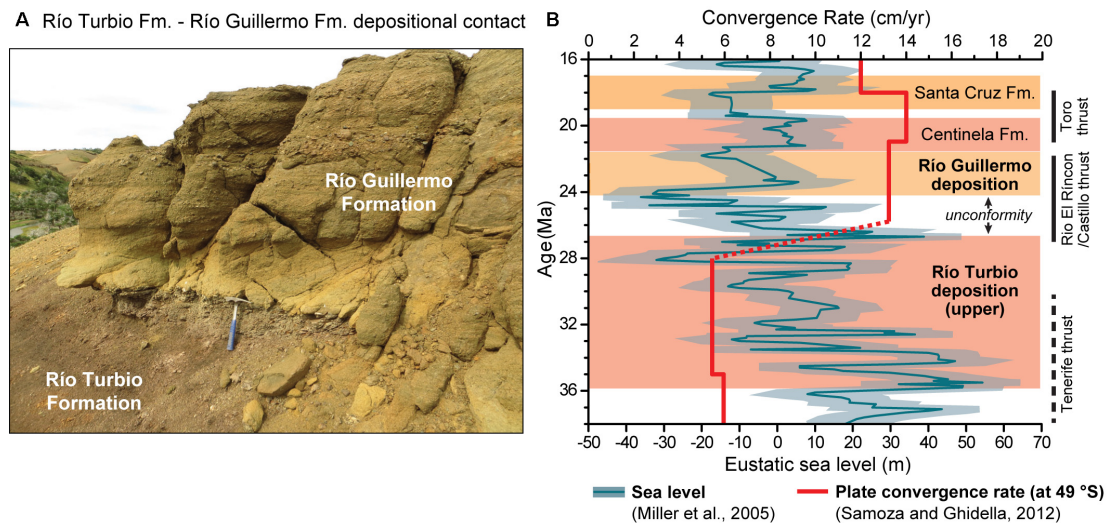 A Río Turbio Fm. - Río Guillermo Fm. depositional contact
Río Guillermo
Formation
Río Turbio
Formation
B
Convergence Rate (cm/yr)
0 2 4 6 8 10 12 14 16 18 20
Age(Ma)
16
20
24
28
32
36
Santa Cruz Fm.
Centinela Fm.
Río Guillermo
deposition
unconformity
Río Turbio
deposition
(upper)
Toro
thrust
Rio El Rincon
/Castillo thrust
Tenerife thrust
-50 -40 -30 -20 -10 0 10 20 30 40 50 60 70
Eustatic sea level (m)
Sea level
(Miller et al., 2005)
Plate convergence rate (at 49 °S)
(Samoza and Ghidella, 2012)